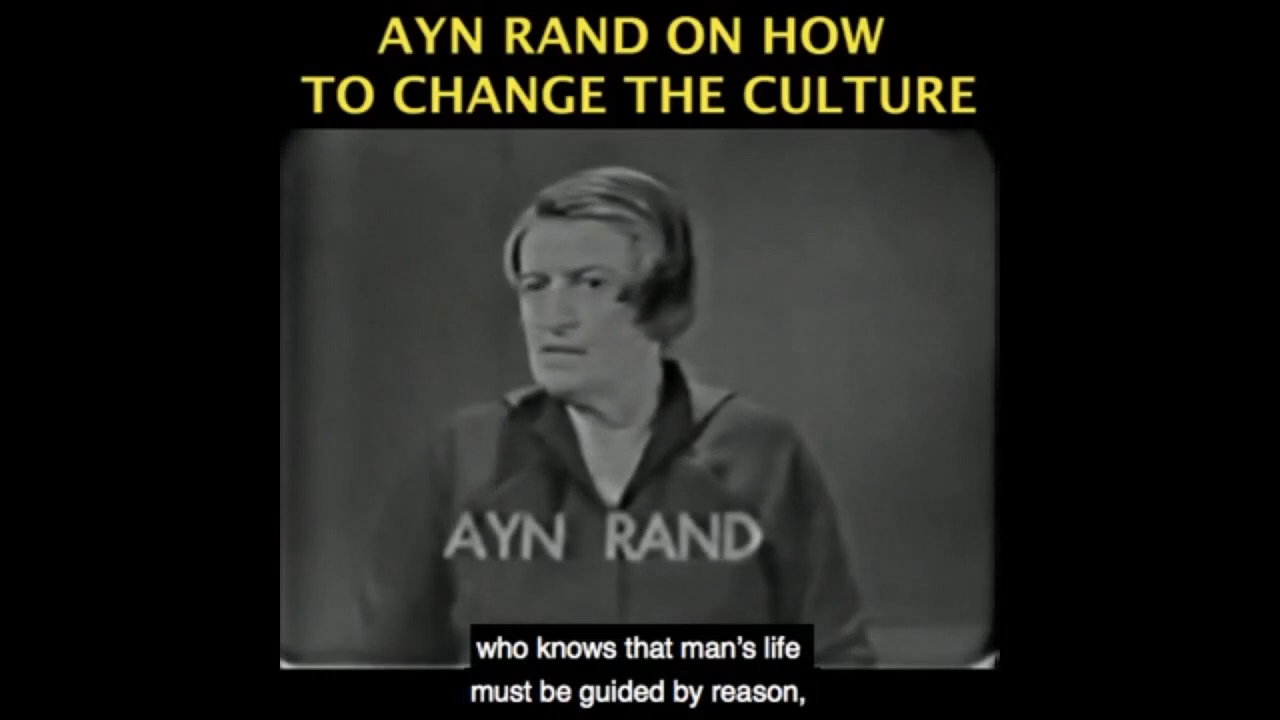 AYN RAND ON HOW
TO CHANGE THE CULTURE
AYN RAND
who knows that man's life
must be guided by reason,